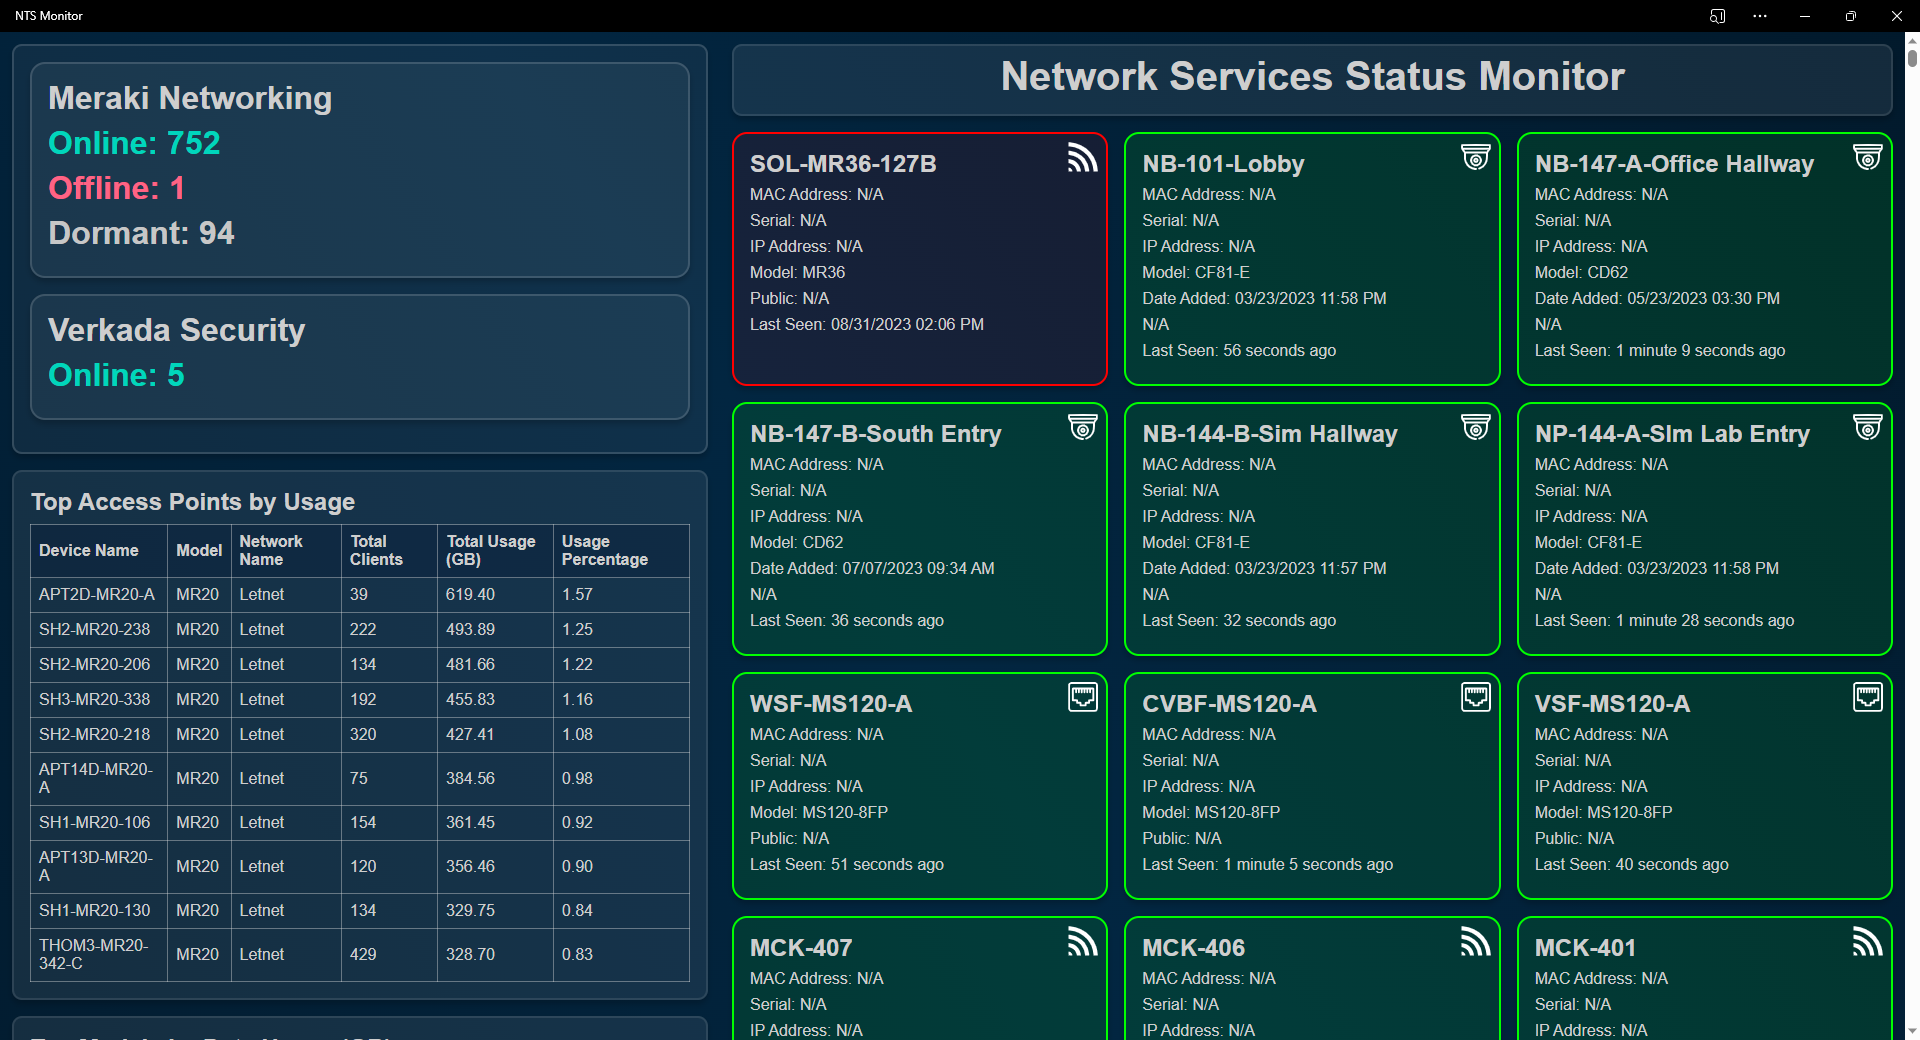 NTS Monitor
Meraki Networking
Online: 752
Offline: 1
Dormant: 94
Verkada Security
Online: 5
Top Access Points by Usage
Device Name Model Network Name Total Clients Total Usage (GB) Usage Percentage
APT2D-MR20-A MR20 Letnet 39 619.40 1.57
SH2-MR20-238 MR20 Letnet 222 493.89 1.25
SH2-MR20-206 MR20 Letnet 134 481.66 1.22
SH3-MR20-338 MR20 Letnet 192 455.83 1.16
SH2-MR20-218 MR20 Letnet 320 427.41 1.08
APT14D-MR20-A MR20 Letnet 75 384.56 0.98
SH1-MR20-106 MR20 Letnet 154 361.45 0.92
APT13D-MR20-A MR20 Letnet 120 356.46 0.90
SH1-MR20-130 MR20 Letnet 134 329.75 0.84
THOM3-MR20-342-C MR20 Letnet 429 328.70 0.83
Network Services Status Monitor
SOL-MR36-127B
MAC Address: N/A
Serial: N/A
IP Address: N/A
Model: MR36
Public: N/A
Last Seen: 08/31/2023 02:06 PM
NB-101-Lobby
MAC Address: N/A
Serial: N/A
IP Address: N/A
Model: CF81-E
Date Added: 03/23/2023 11:58 PM
N/A
Last Seen: 56 seconds ago
NB-147-A-Office Hallway
MAC Address: N/A
Serial: N/A
IP Address: N/A
Model: CD62
Date Added: 05/23/2023 03:30 PM
N/A
Last Seen: 1 minute 9 seconds ago
NB-147-B-South Entry
MAC Address: N/A
Serial: N/A
IP Address: N/A
Model: CD62
Date Added: 07/07/2023 09:34 AM
N/A
Last Seen: 36 seconds ago
NB-144-B-Sim Hallway
MAC Address: N/A
Serial: N/A
IP Address: N/A
Model: CF81-E
Date Added: 03/23/2023 11:57 PM
N/A
Last Seen: 32 seconds ago
NP-144-A-SIm Lab Entry
MAC Address: N/A
Serial: N/A
IP Address: N/A
Model: CF81-E
Date Added: 03/23/2023 11:58 PM
N/A
Last Seen: 1 minute 28 seconds ago
WSF-MS120-A
MAC Address: N/A
Serial: N/A
IP Address: N/A
Model: MS120-8FP
Public: N/A
Last Seen: 51 seconds ago
CVBF-MS120-A
MAC Address: N/A
Serial: N/A
IP Address: N/A
Model: MS120-8FP
Public: N/A
Last Seen: 1 minute 5 seconds ago
VSF-MS120-A
MAC Address: N/A
Serial: N/A
IP Address: N/A
Model: MS120-8FP
Public: N/A
Last Seen: 40 seconds ago
MCK-407
MAC Address: N/A
Serial: N/A
IP Address: N/A
MCK-406
MAC Address: N/A
Serial: N/A
IP Address: N/A
MCK-401
MAC Address: N/A
Serial: N/A
IP Address: N/A